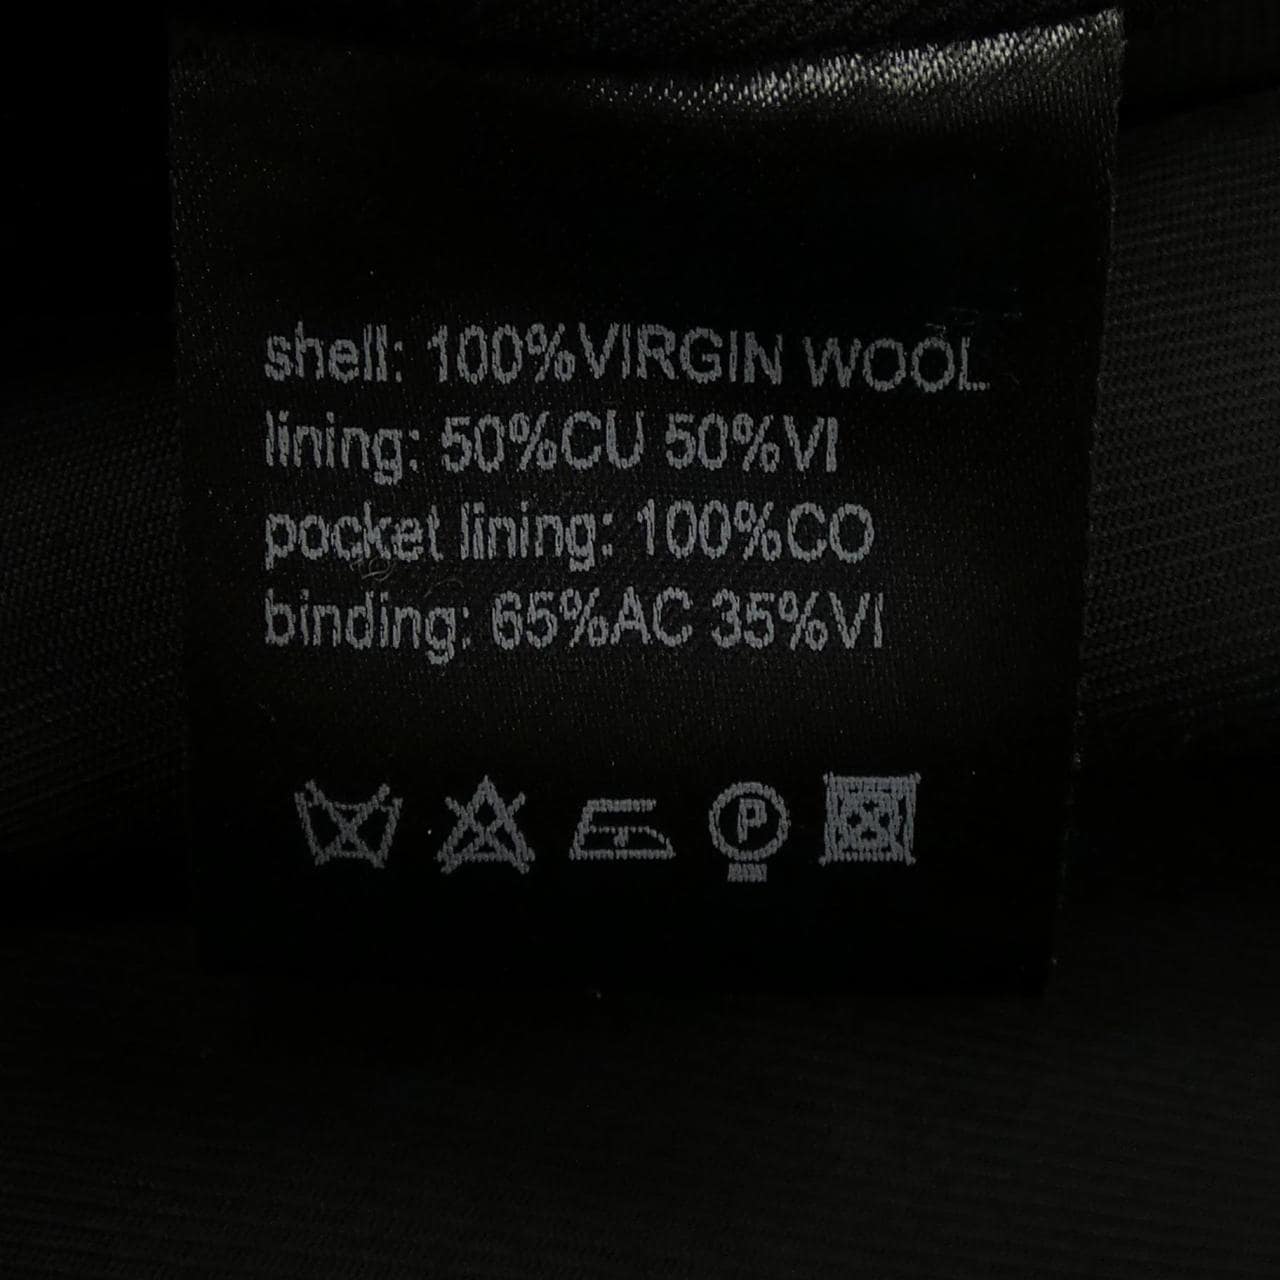 shell: 100%VIRGIN WOOL
lining: 50%CU 50%VI
pocket lining: 100%CO
binding: 65%AC 35%VI
P